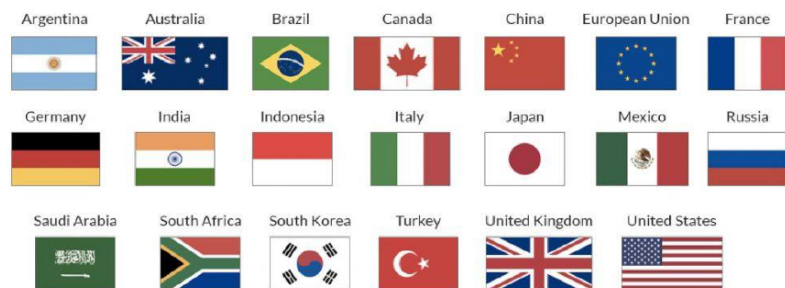 Argentina Australia Brazil Canada China European Union France
Germany India Indonesia Italy Japan Mexico Russia
Saudi Arabia South Africa South Korea Turkey United Kingdom United States